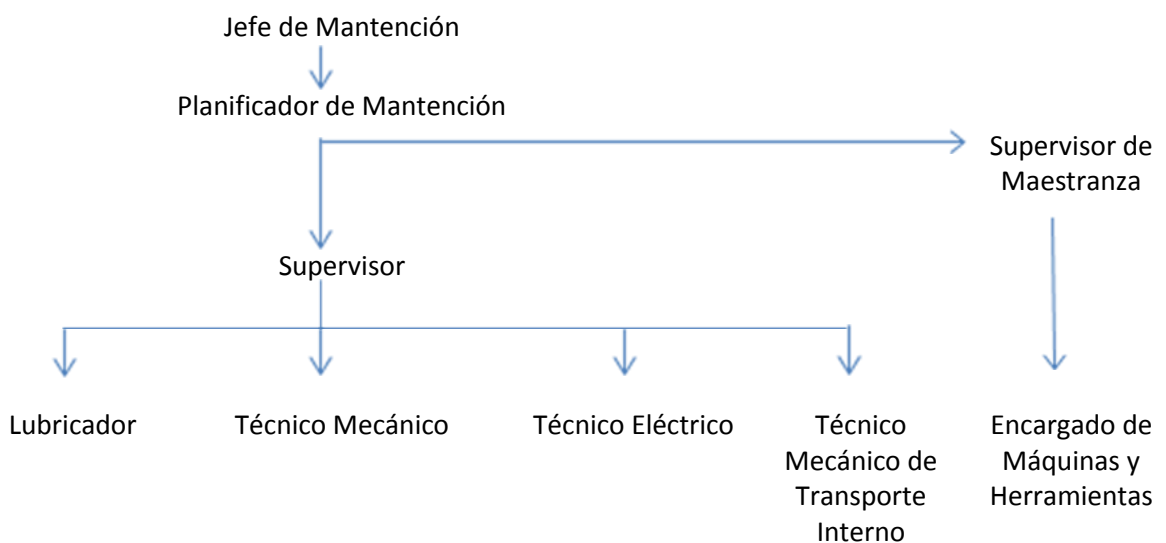 Jefe de Mantención
Planificador de Mantención
Supervisor de
Maestranza
Supervisor
Lubricador
Técnico Mecánico
Técnico Eléctrico
Técnico
Mecánico de
Transporte
Interno
Encargado de
Máquinas y
Herramientas